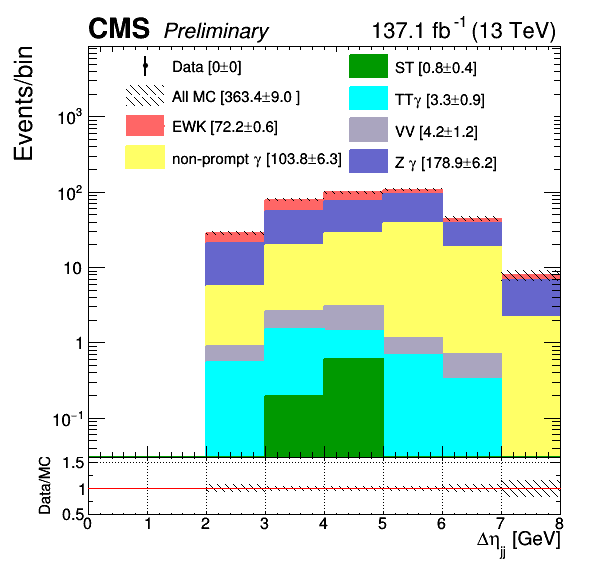 CMS Preliminary 137.1 fb⁻¹ (13 TeV)
Events/bin
Data [0±0]
All MC [363.4±9.0 ]
EWK [72.2±0.6]
non-prompt γ [103.8±6.3]
ST [0.8±0.4]
TTγ [3.3±0.9]
VV [4.2±1.2]
Z γ [178.9±6.2]
10³
10²
10
1
10⁻¹
Data/MC
1.5
1
0.5
0 1 2 3 4 5 6 7 8
Δη_jj [GeV]